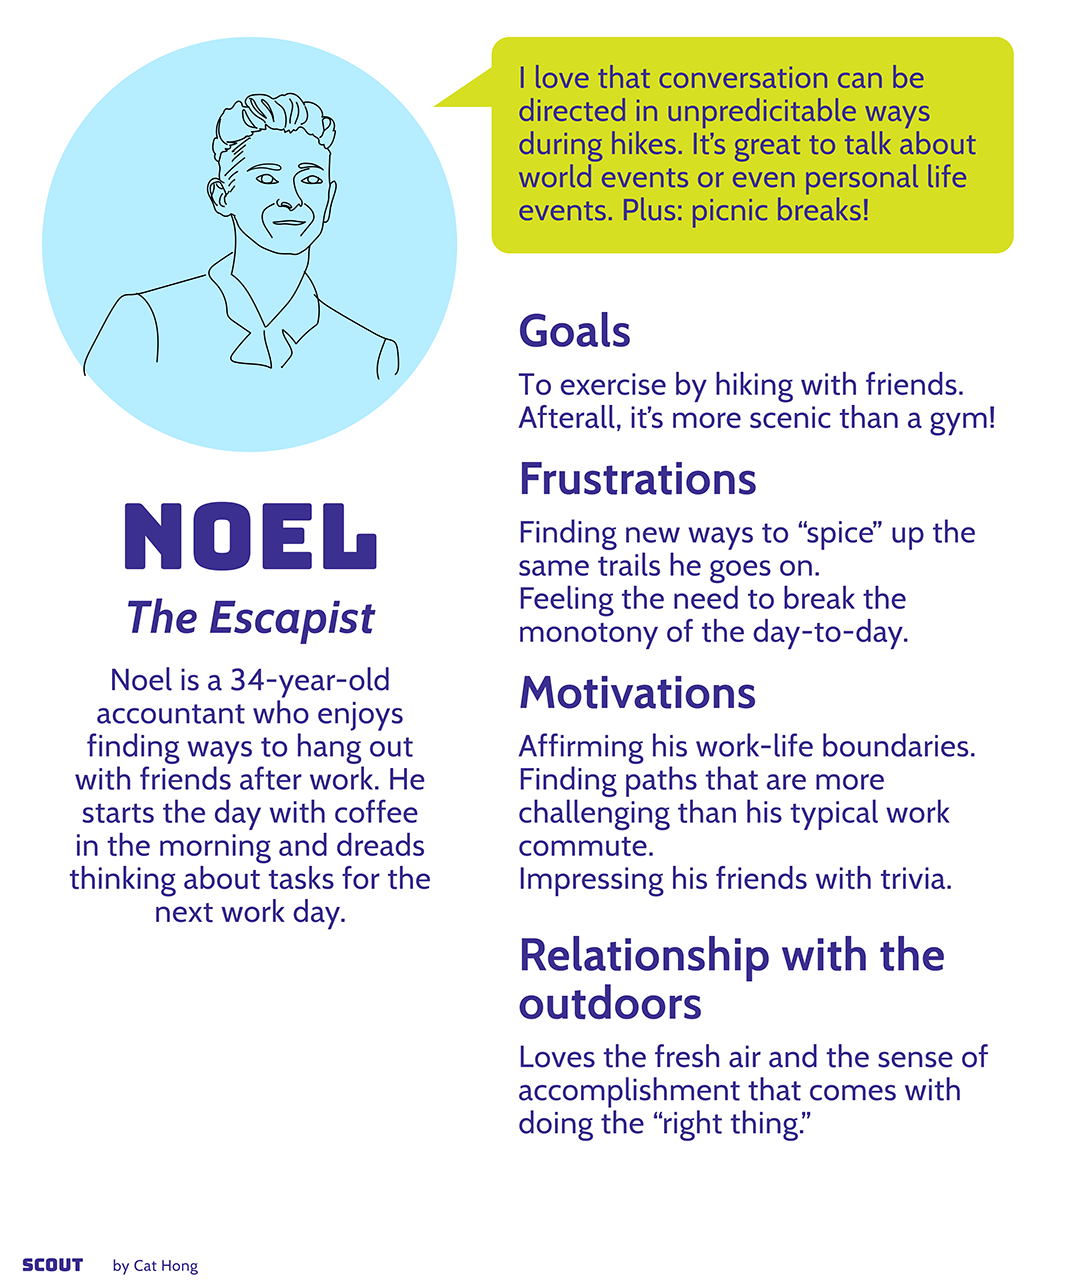 I love that conversation can be
directed in unpredicitable ways
during hikes. It’s great to talk about
world events or even personal life
events. Plus: picnic breaks!
NOEL
The Escapist
Noel is a 34-year-old
accountant who enjoys
finding ways to hang out
with friends after work. He
starts the day with coffee
in the morning and dreads
thinking about tasks for the
next work day.
Goals
To exercise by hiking with friends.
Afterall, it’s more scenic than a gym!
Frustrations
Finding new ways to “spice” up the
same trails he goes on.
Feeling the need to break the
monotony of the day-to-day.
Motivations
Affirming his work-life boundaries.
Finding paths that are more
challenging than his typical work
commute.
Impressing his friends with trivia.
Relationship with the
outdoors
Loves the fresh air and the sense of
accomplishment that comes with
doing the “right thing.”
SCOUT by Cat Hong